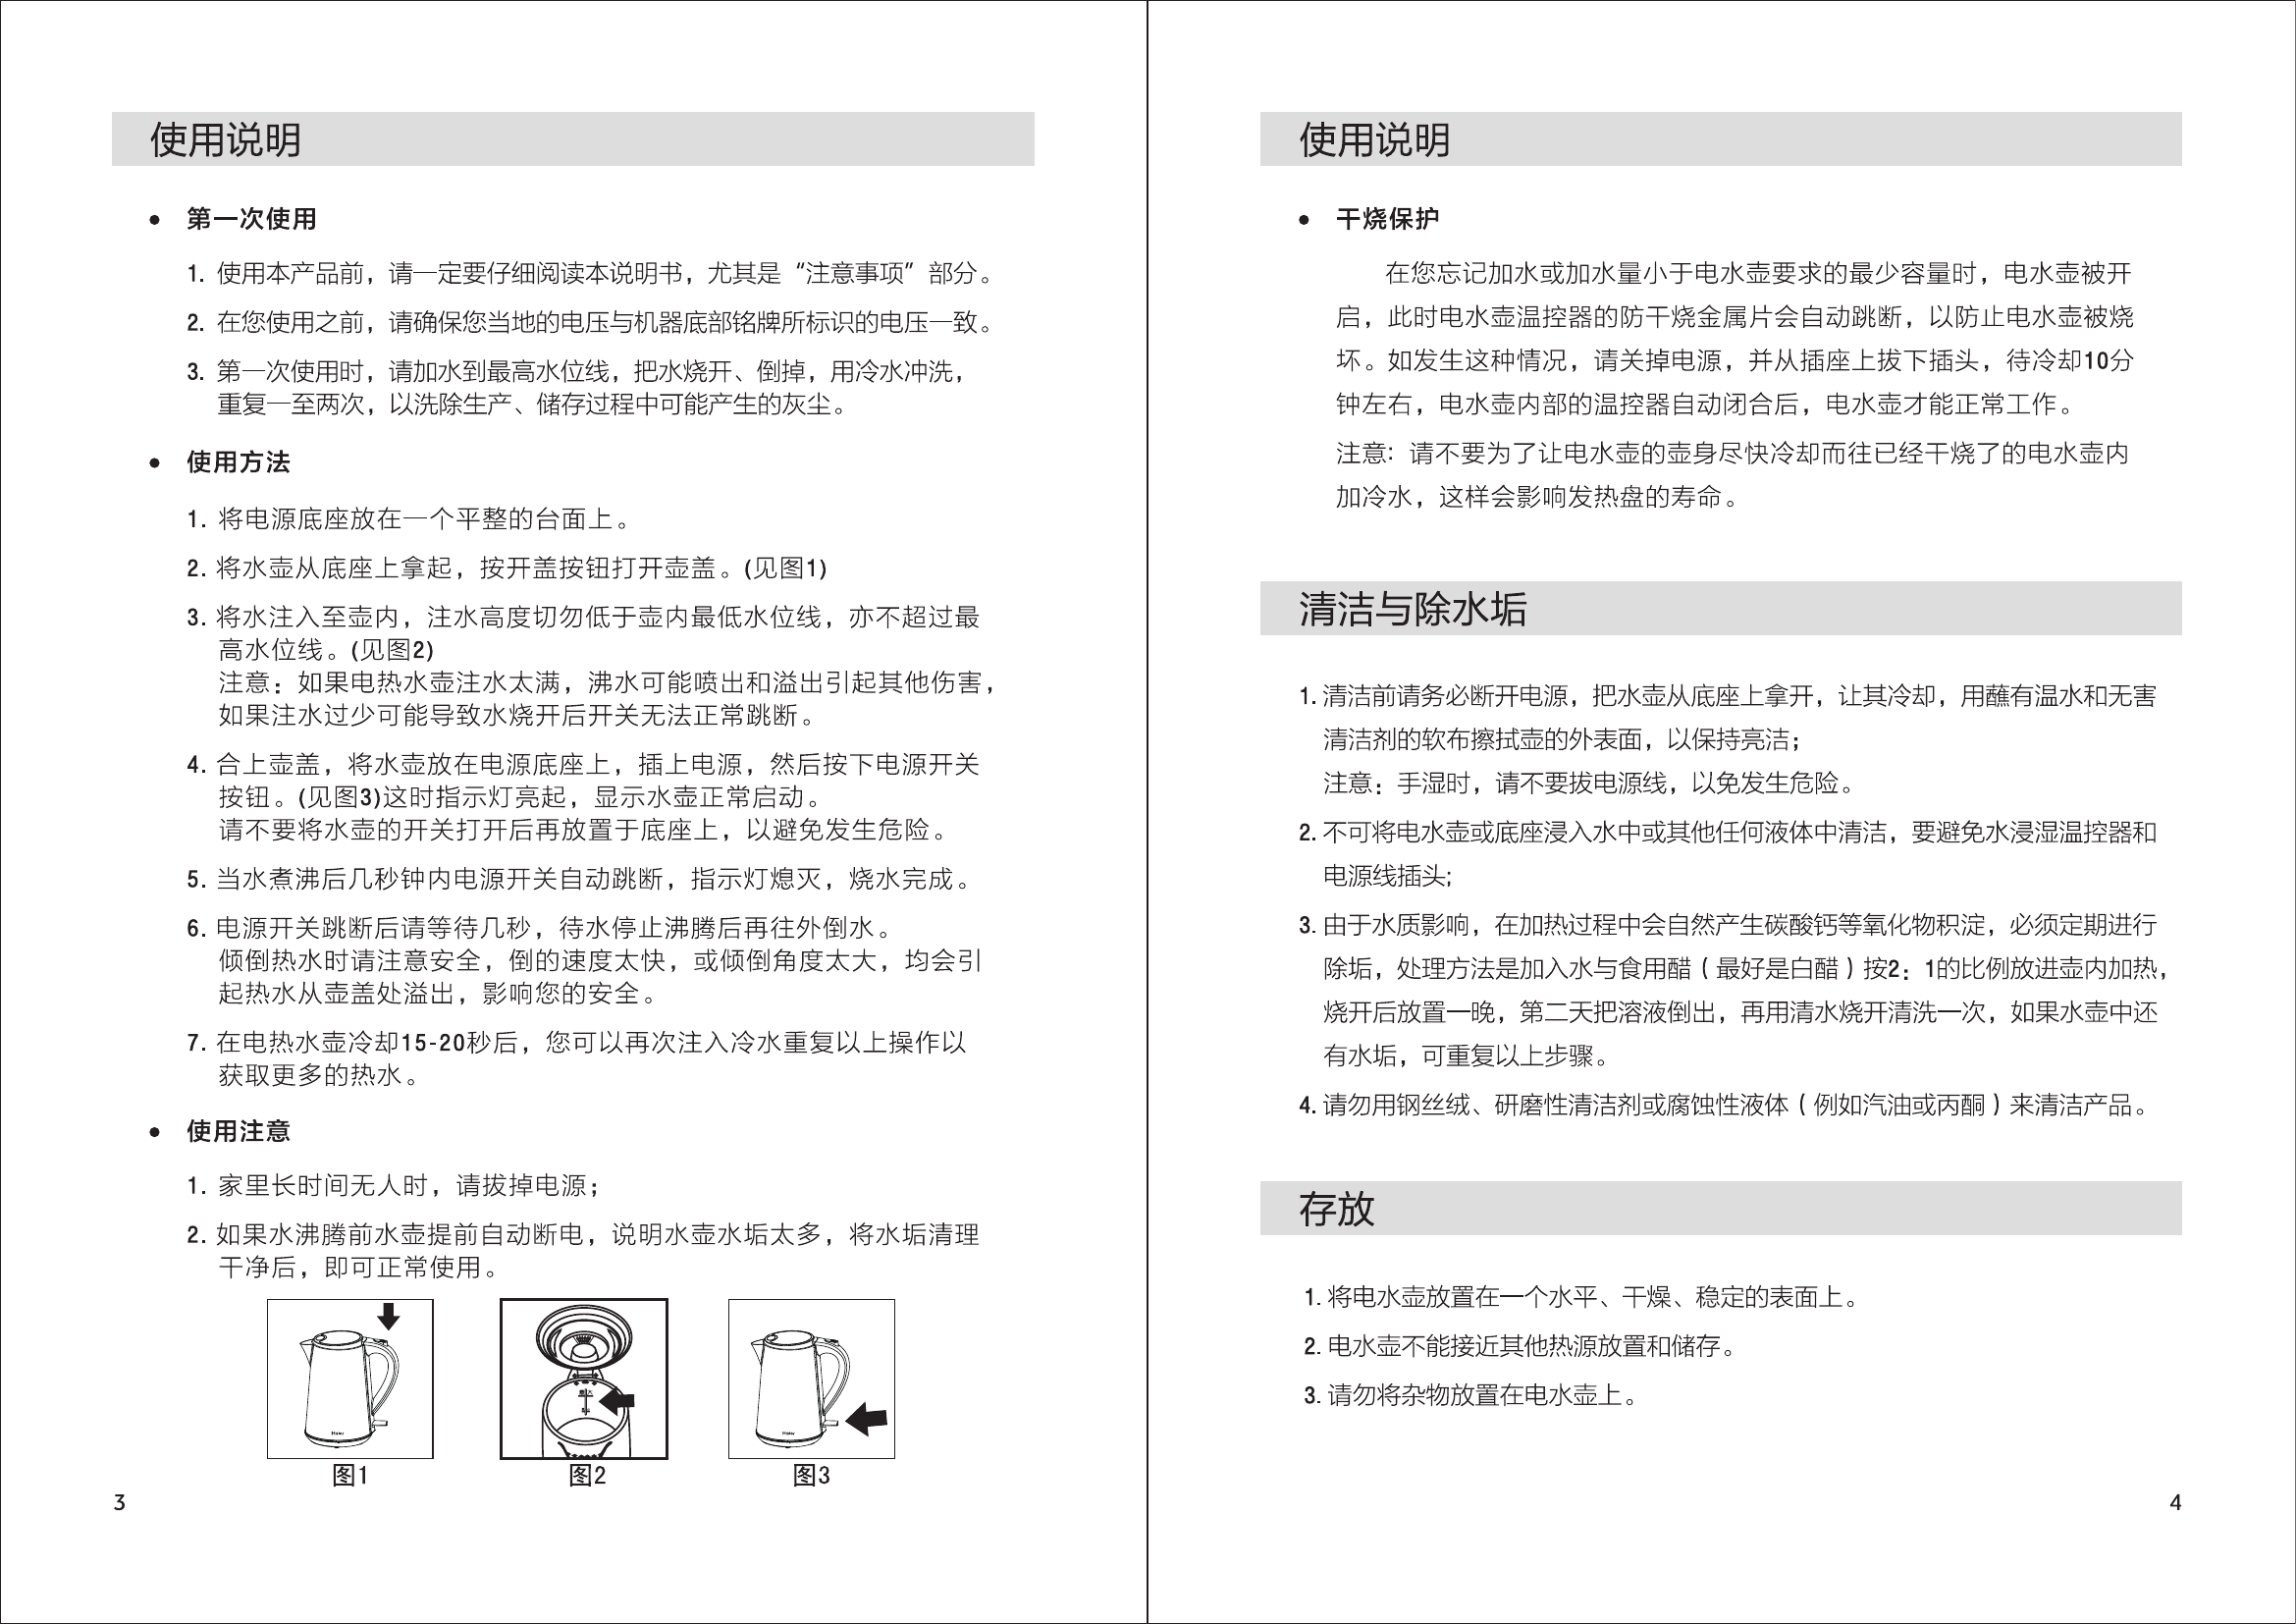 使用说明
● 第一次使用
1. 使用本产品前，请一定要仔细阅读本说明书，尤其是“注意事项”部分。
2. 在您使用之前，请确保您当地的电压与机器底部铭牌所标识的电压一致。
3. 第一次使用时，请加水到最高水位线，把水烧开、倒掉，用冷水冲洗，
重复一至两次，以洗除生产、储存过程中可能产生的灰尘。
● 使用方法
1. 将电源底座放在一个平整的台面上。
2. 将水壶从底座上拿起，按开盖按钮打开壶盖。(见图1)
3. 将水注入至壶内，注水高度切勿低于壶内最低水位线，亦不超过最
高水位线。(见图2)
注意：如果电热水壶注水太满，沸水可能喷出和溢出引起其他伤害，
如果注水过少可能导致水烧开后开关无法正常跳断。
4. 合上壶盖，将水壶放在电源底座上，插上电源，然后按下电源开关
按钮。(见图3)这时指示灯亮起，显示水壶正常启动。
请不要将水壶的开关打开后再放置于底座上，以避免发生危险。
5. 当水煮沸后几秒钟内电源开关自动跳断，指示灯熄灭，烧水完成。
6. 电源开关跳断后请等待几秒，待水停止沸腾后再往外倒水。
倾倒热水时请注意安全，倒的速度太快，或倾倒角度太大，均会引
起热水从壶盖处溢出，影响您的安全。
7. 在电热水壶冷却15-20秒后，您可以再次注入冷水重复以上操作以
获取更多的热水。
● 使用注意
1. 家里长时间无人时，请拔掉电源；
2. 如果水沸腾前水壶提前自动断电，说明水壶水垢太多，将水垢清理
干净后，即可正常使用。
Haier
Haier
图1
图2
图3
3
使用说明
● 干烧保护
在您忘记加水或加水量小于电水壶要求的最少容量时，电水壶被开
启，此时电水壶温控器的防干烧金属片会自动跳断，以防止电水壶被烧
坏。如发生这种情况，请关掉电源，并从插座上拔下插头，待冷却10分
钟左右，电水壶内部的温控器自动闭合后，电水壶才能正常工作。
注意：请不要为了让电水壶的壶身尽快冷却而往已经干烧了的电水壶内
加冷水，这样会影响发热盘的寿命。
清洁与除水垢
1. 清洁前请务必断开电源，把水壶从底座上拿开，让其冷却，用蘸有温水和无害
清洁剂的软布擦拭壶的外表面，以保持亮洁；
注意：手湿时，请不要拔电源线，以免发生危险。
2. 不可将电水壶或底座浸入水中或其他任何液体中清洁，要避免水浸湿温控器和
电源线插头;
3. 由于水质影响，在加热过程中会自然产生碳酸钙等氧化物积淀，必须定期进行
除垢，处理方法是加入水与食用醋（最好是白醋）按2：1的比例放进壶内加热，
烧开后放置一晚，第二天把溶液倒出，再用清水烧开清洗一次，如果水壶中还
有水垢，可重复以上步骤。
4. 请勿用钢丝绒、研磨性清洁剂或腐蚀性液体（例如汽油或丙酮）来清洁产品。
存放
1. 将电水壶放置在一个水平、干燥、稳定的表面上。
2. 电水壶不能接近其他热源放置和储存。
3. 请勿将杂物放置在电水壶上。
4